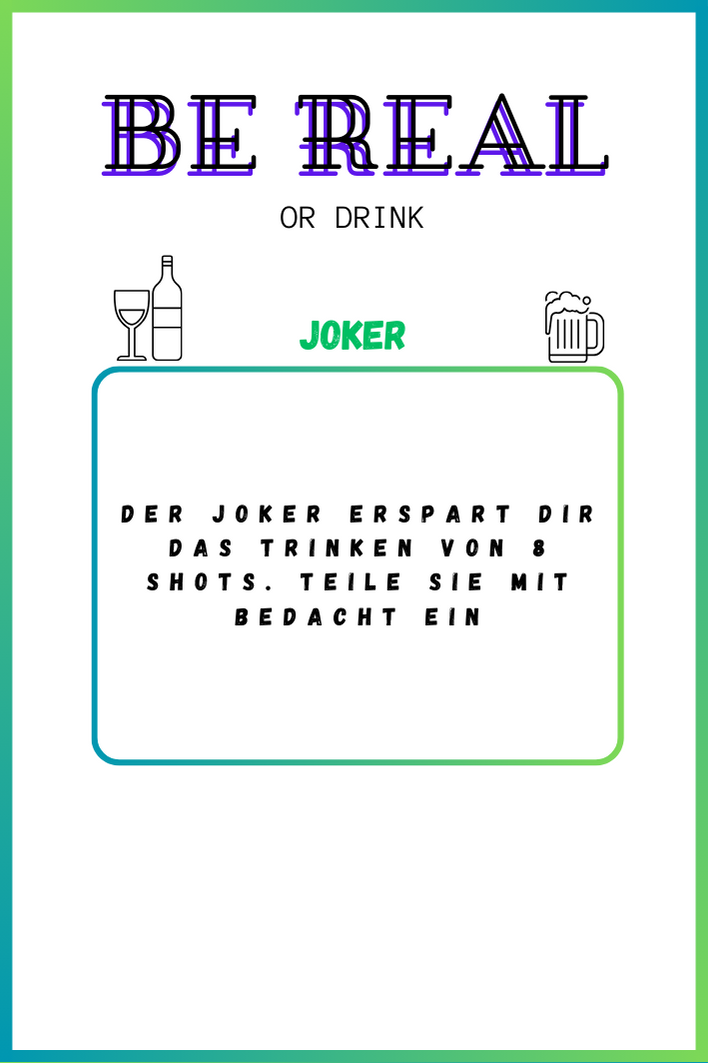 BE REAL
OR DRINK
JOKER
DER JOKER ERSPART DIR
DAS TRINKEN VON 8
SHOTS. TEILE SIE MIT
BEDACHT EIN